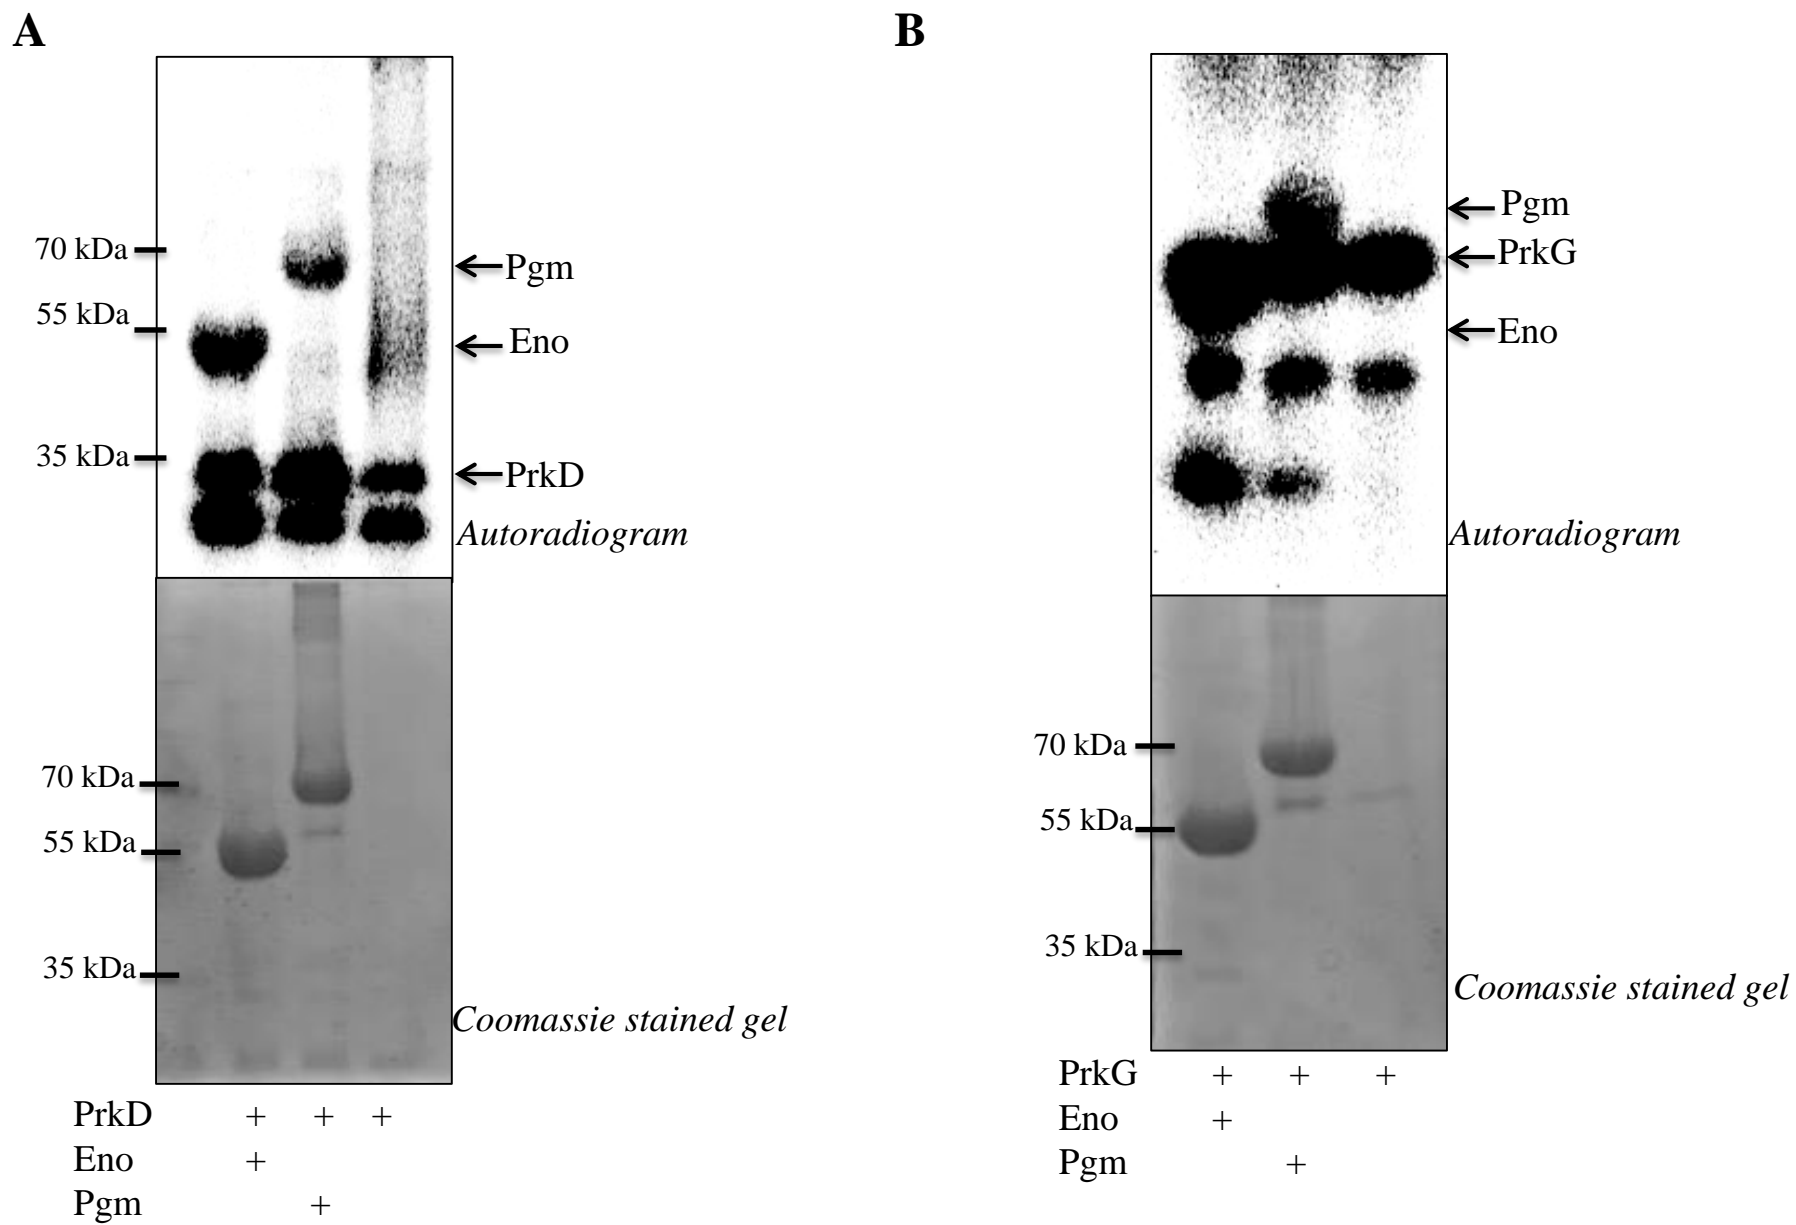 A
70 kDa
55 kDa
35 kDa
Pgm
Eno
PrkD
Autoradiogram
70 kDa
55 kDa
35 kDa
Coomassie stained gel
PrkD + + +
Eno +
Pgm +
B
Pgm
PrkG
Eno
Autoradiogram
70 kDa
55 kDa
35 kDa
Coomassie stained gel
PrkG + + +
Eno +
Pgm +